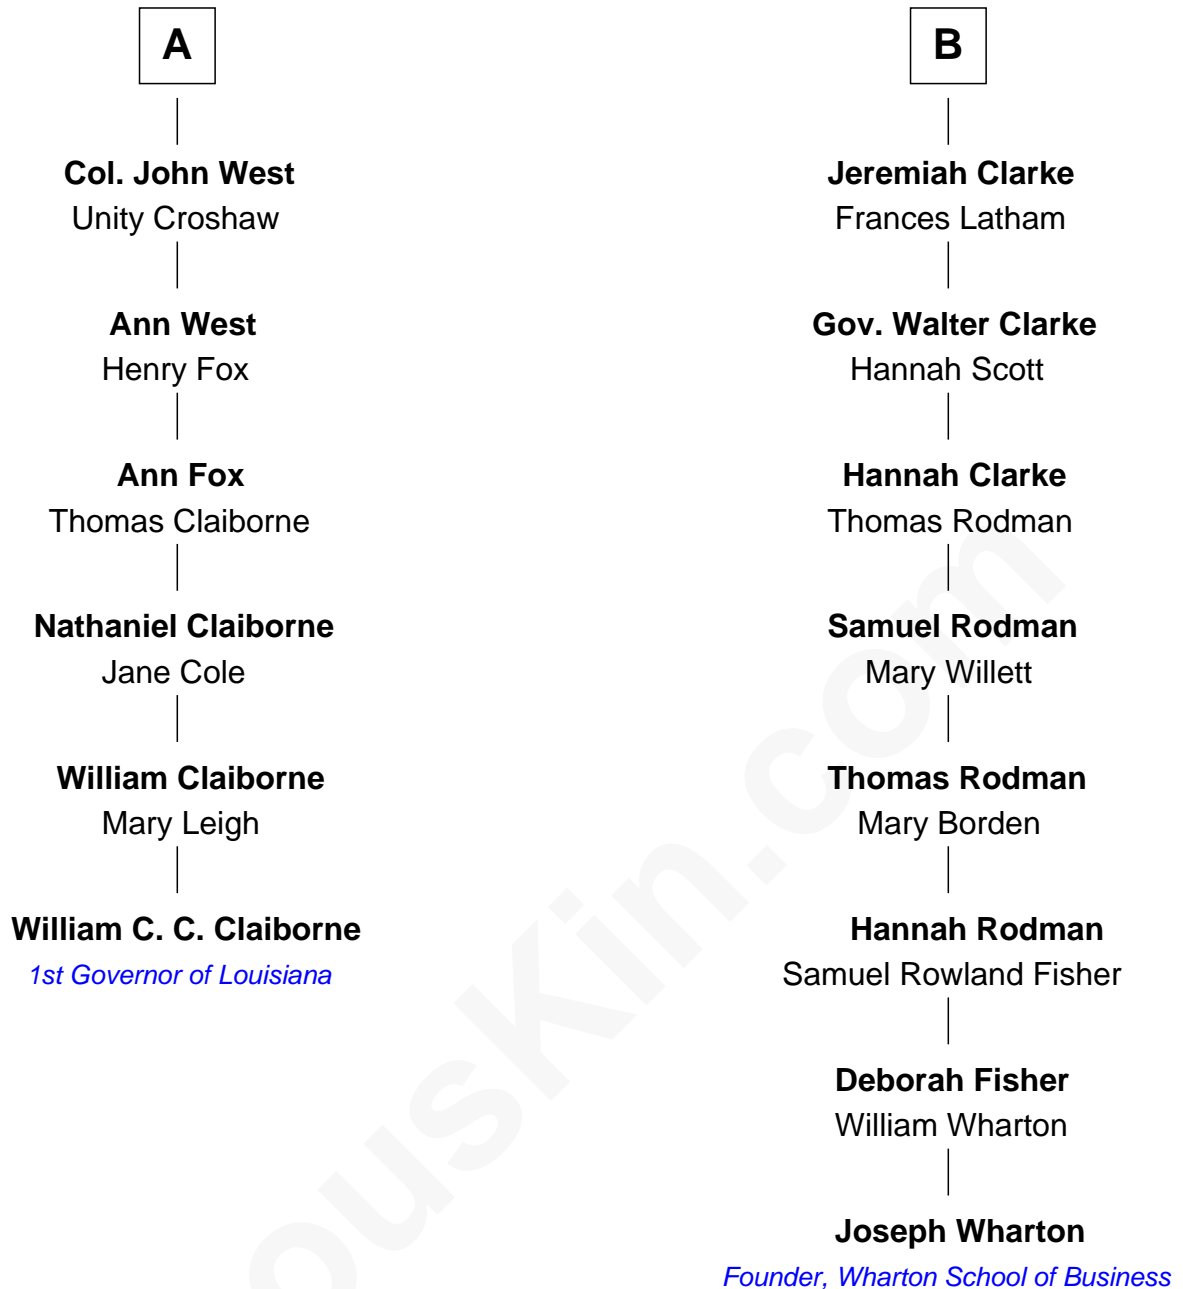 A
Col. John West
Unity Croshaw
Ann West
Henry Fox
Ann Fox
Thomas Claiborne
Nathaniel Claiborne
Jane Cole
William Claiborne
Mary Leigh
William C. C. Claiborne
1st Governor of Louisiana
B
Jeremiah Clarke
Frances Latham
Gov. Walter Clarke
Hannah Scott
Hannah Clarke
Thomas Rodman
Samuel Rodman
Mary Willett
Thomas Rodman
Mary Borden
Hannah Rodman
Samuel Rowland Fisher
Deborah Fisher
William Wharton
Joseph Wharton
Founder, Wharton School of Business
ousKin.com